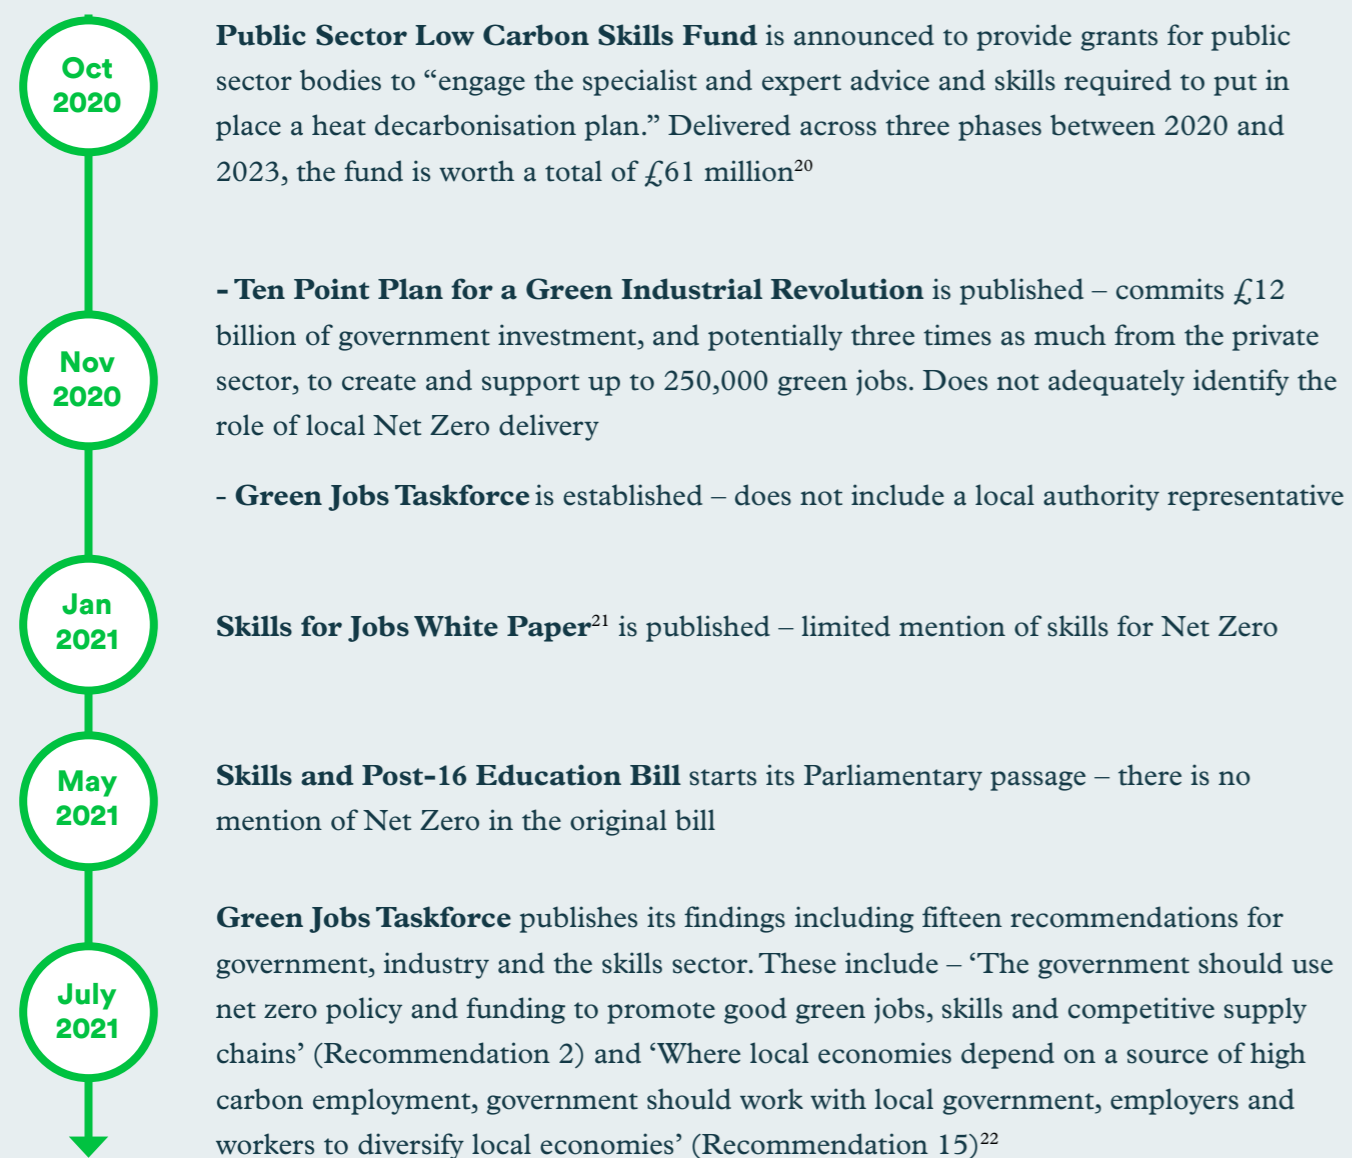 Oct
2020
Public Sector Low Carbon Skills Fund is announced to provide grants for public
sector bodies to “engage the specialist and expert advice and skills required to put in
place a heat decarbonisation plan.” Delivered across three phases between 2020 and
2023, the fund is worth a total of £61 million20
Nov
2020
- Ten Point Plan for a Green Industrial Revolution is published – commits £12
billion of government investment, and potentially three times as much from the private
sector, to create and support up to 250,000 green jobs. Does not adequately identify the
role of local Net Zero delivery
- Green Jobs Taskforce is established – does not include a local authority representative
Jan
2021
Skills for Jobs White Paper21 is published – limited mention of skills for Net Zero
May
2021
Skills and Post-16 Education Bill starts its Parliamentary passage – there is no
mention of Net Zero in the original bill
July
2021
Green Jobs Taskforce publishes its findings including fifteen recommendations for
government, industry and the skills sector. These include – ‘The government should use
net zero policy and funding to promote good green jobs, skills and competitive supply
chains’ (Recommendation 2) and ‘Where local economies depend on a source of high
carbon employment, government should work with local government, employers and
workers to diversify local economies’ (Recommendation 15)22